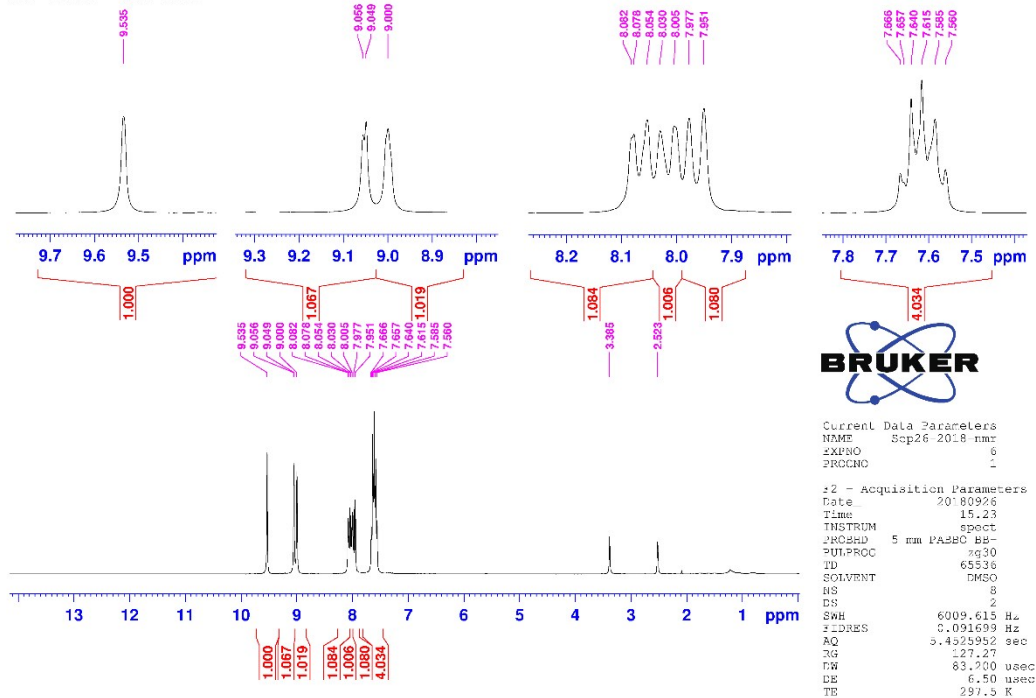 9.535
9.056
9.049
9.000
8.082
8.078
8.054
8.030
8.005
7.977
7.951
7.666
7.657
7.640
7.615
7.585
7.560
9.7 9.6 9.5 ppm
9.3 9.2 9.1 9.0 8.9 ppm
8.2 8.1 8.0 7.9 ppm
7.8 7.7 7.6 7.5 ppm
1.000
1.067
1.019
1.084
1.006
1.080
4.034
9.535
9.056
9.049
9.000
8.082
8.078
8.054
8.030
8.005
7.977
7.951
7.666
7.657
7.640
7.615
7.585
7.560
3.385
2.523
BRUKER
Current Data Parameters
NAME Sep26-2018-nmr
EXPNO 6
PROCNO 1
F2 - Acquisition Parameters
Date_ 20180926
Time 15.23
INSTRUM spect
PROBHD 5 mm PABBO BB-
PULPROG zg30
TD 65536
SOLVENT DMSO
NS 8
DS 2
SWH 6009.615 Hz
FIDRES 0.091699 Hz
AQ 5.4525952 sec
RG 127.27
DW 83.200 usec
DE 6.50 usec
TE 297.5 K
13 12 11 10 9 8 7 6 5 4 3 2 1 ppm
1.000
1.067
1.019
1.084
1.006
1.080
4.034